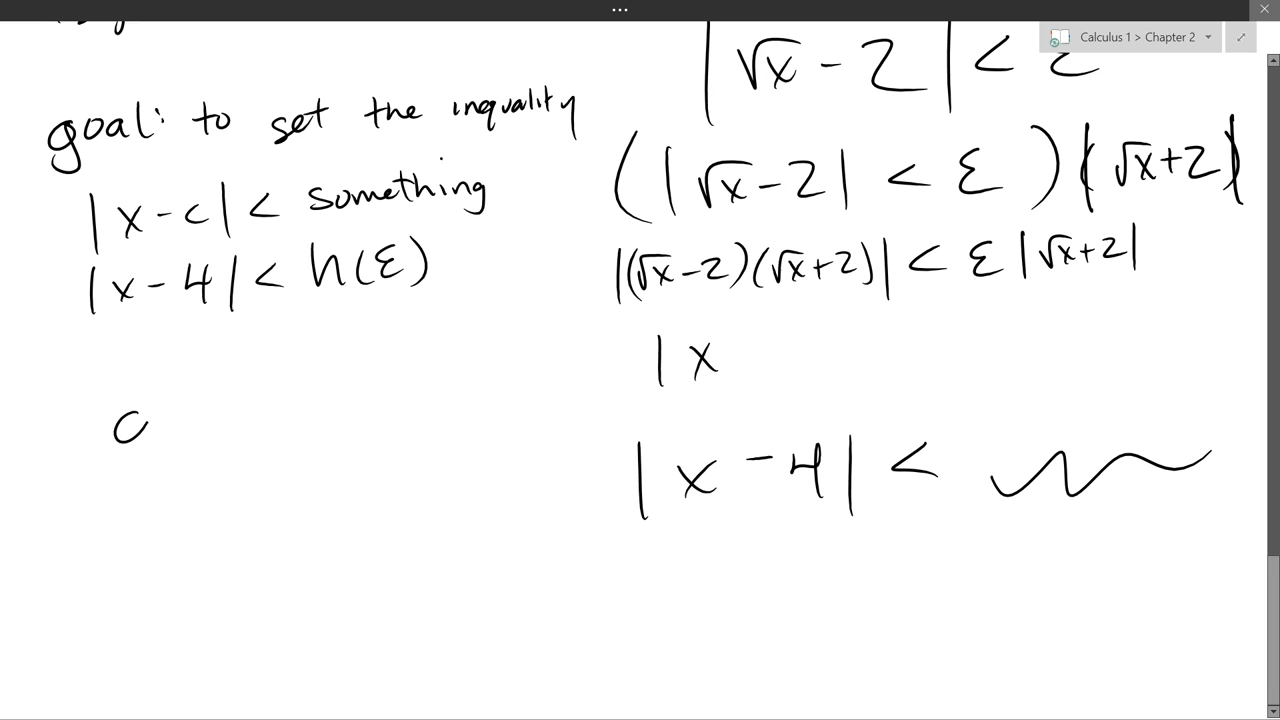 Calculus 1 > Chapter 2
goal: to set the inequality
|x - c| < something
|x - 4| < h(ε)
c
|√x - 2| < ε
(|√x - 2| < ε)|√x+2|
|(√x - 2)(√x+2)| < ε|√x+2|
|x
|x - 4| <